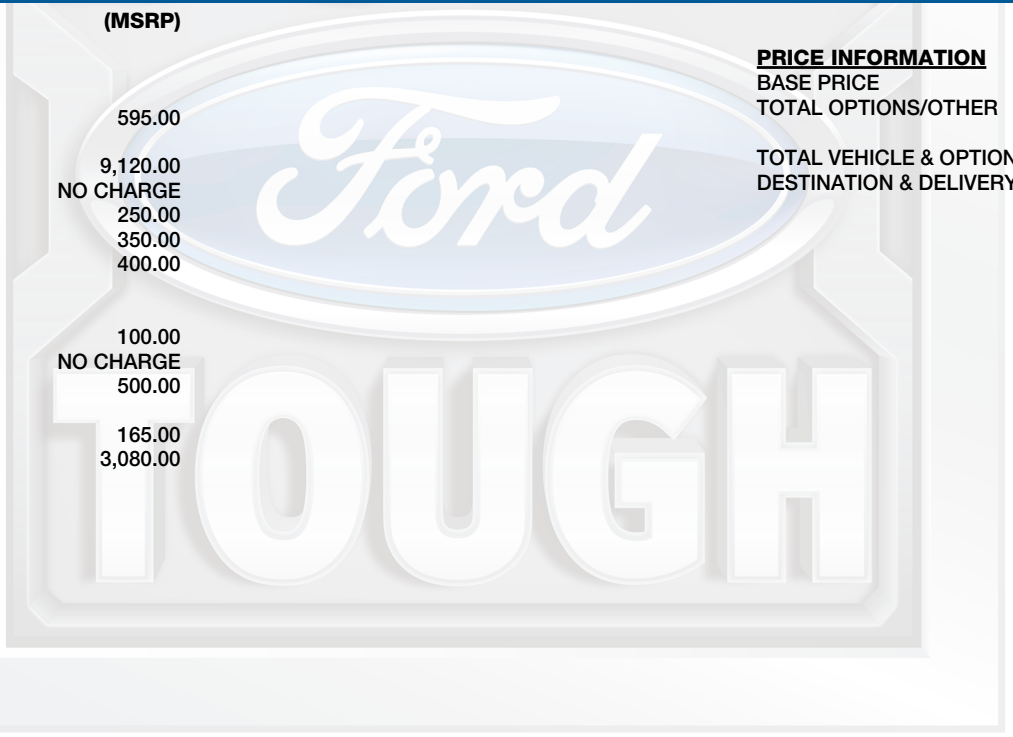 (MSRP)
595.00
9,120.00
NO CHARGE
250.00
350.00
400.00
100.00
NO CHARGE
500.00
165.00
3,080.00
PRICE INFORMATION
BASE PRICE
TOTAL OPTIONS/OTHER
TOTAL VEHICLE & OPTION
DESTINATION & DELIVERY
Ford
TOUGH